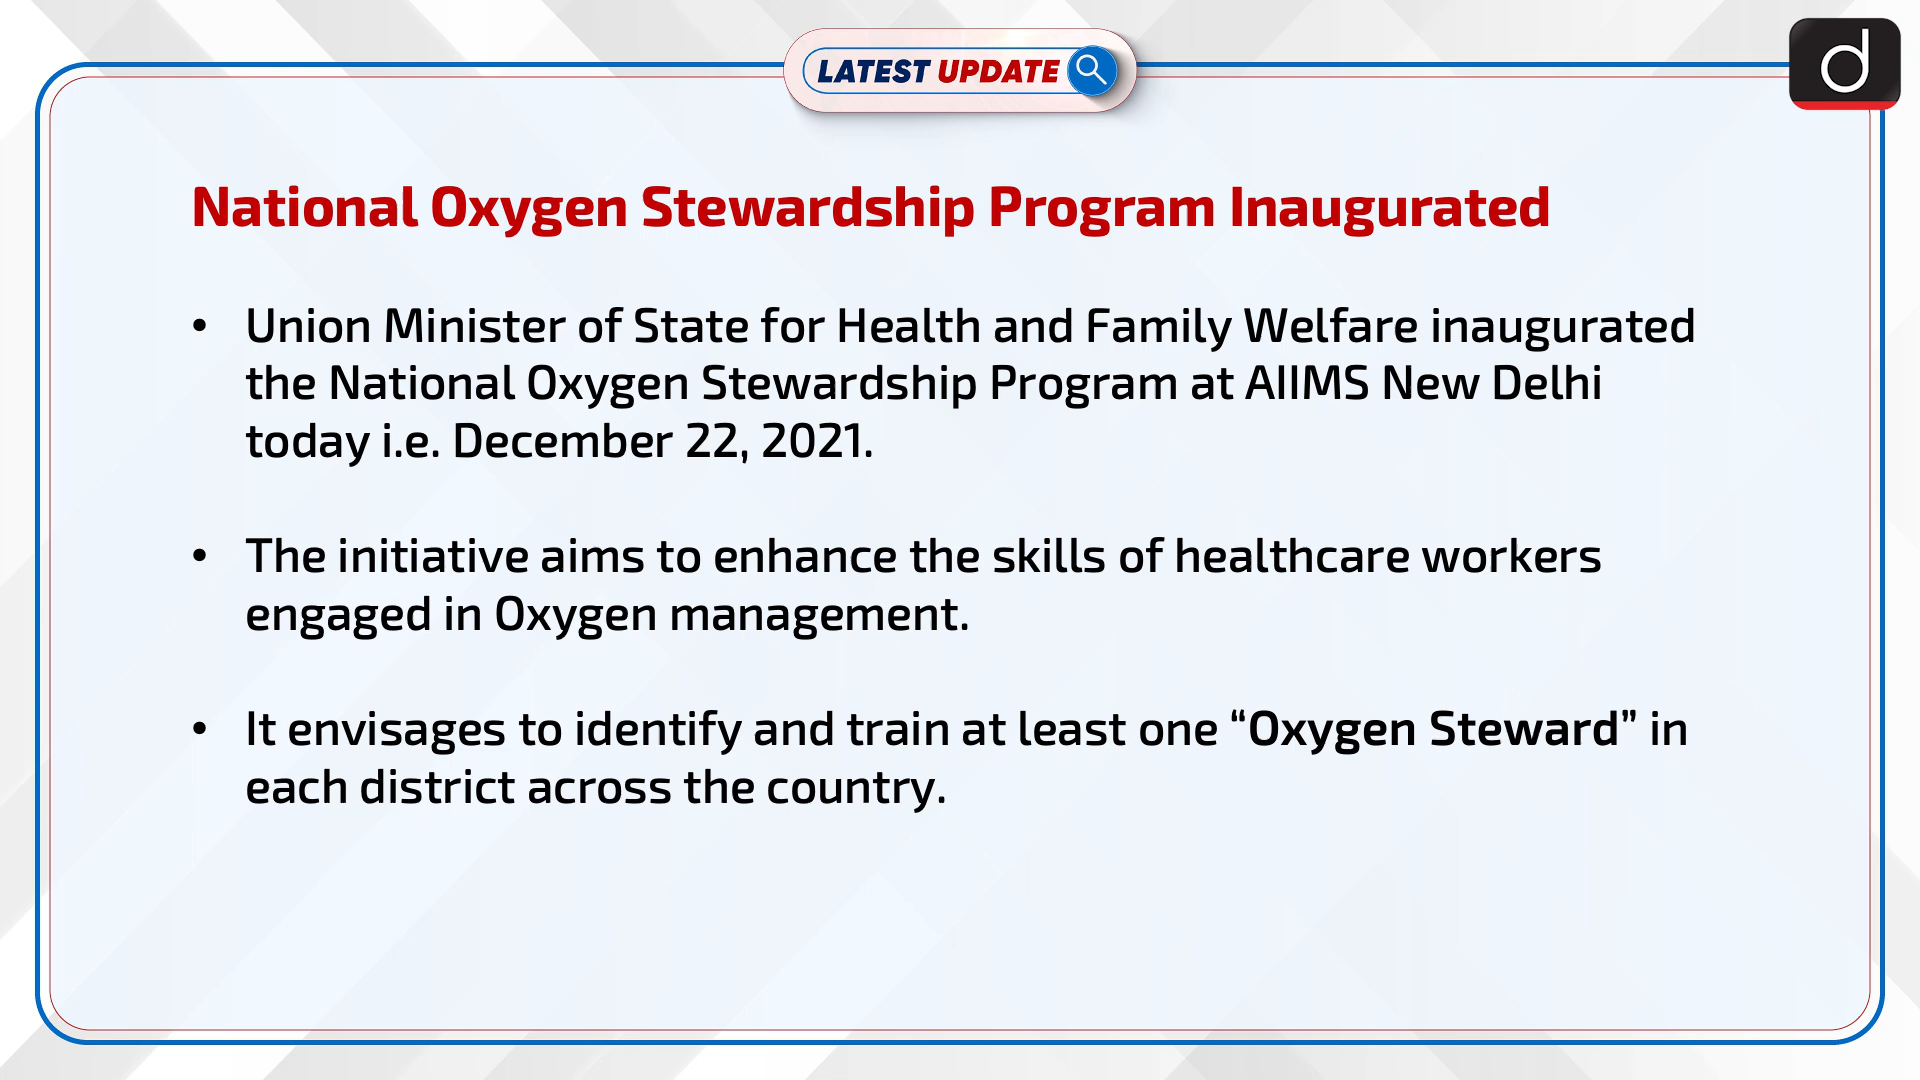 LATEST UPDATE
d
National Oxygen Stewardship Program Inaugurated
• Union Minister of State for Health and Family Welfare inaugurated
the National Oxygen Stewardship Program at AIIMS New Delhi
today i.e. December 22, 2021.
• The initiative aims to enhance the skills of healthcare workers
engaged in Oxygen management.
• It envisages to identify and train at least one “Oxygen Steward” in
each district across the country.